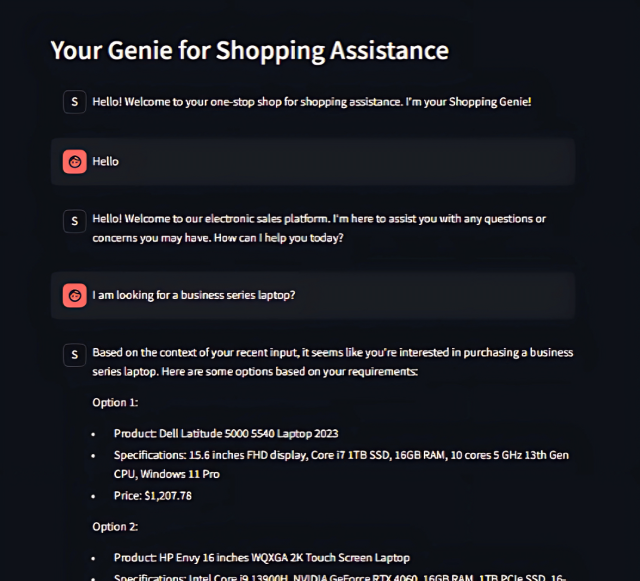 Your Genie for Shopping Assistance
S Hello! Welcome to your one-stop shop for shopping assistance. I'm your Shopping Genie!
Hello
S Hello! Welcome to our electronic sales platform. I'm here to assist you with any questions or
concerns you may have. How can I help you today?
I am looking for a business series laptop?
S Based on the context of your recent input, it seems like you're interested in purchasing a business
series laptop. Here are some options based on your requirements:
Option 1:
• Product: Dell Latitude 5000 5540 Laptop 2023
• Specifications: 15.6 inches FHD display, Core i7 1TB SSD, 16GB RAM, 10 cores 5 GHz 13th Gen
CPU, Windows 11 Pro
• Price: $1,207.78
Option 2:
• Product: HP Envy 16 inches WQXGA 2K Touch Screen Laptop
• Specifications: Intel Core i9 13900H, NVIDIA GeForce RTX 4060, 16GB RAM, 1TB PCIe SSD, 16-